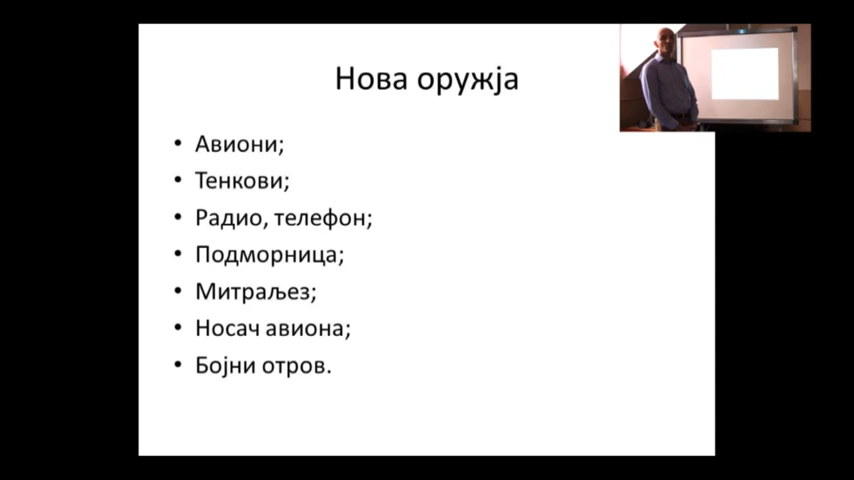 Нова оружја
• Авиони;
• Тенкови;
• Радио, телефон;
• Подморница;
• Митраљез;
• Носач авиона;
• Бојни отров.